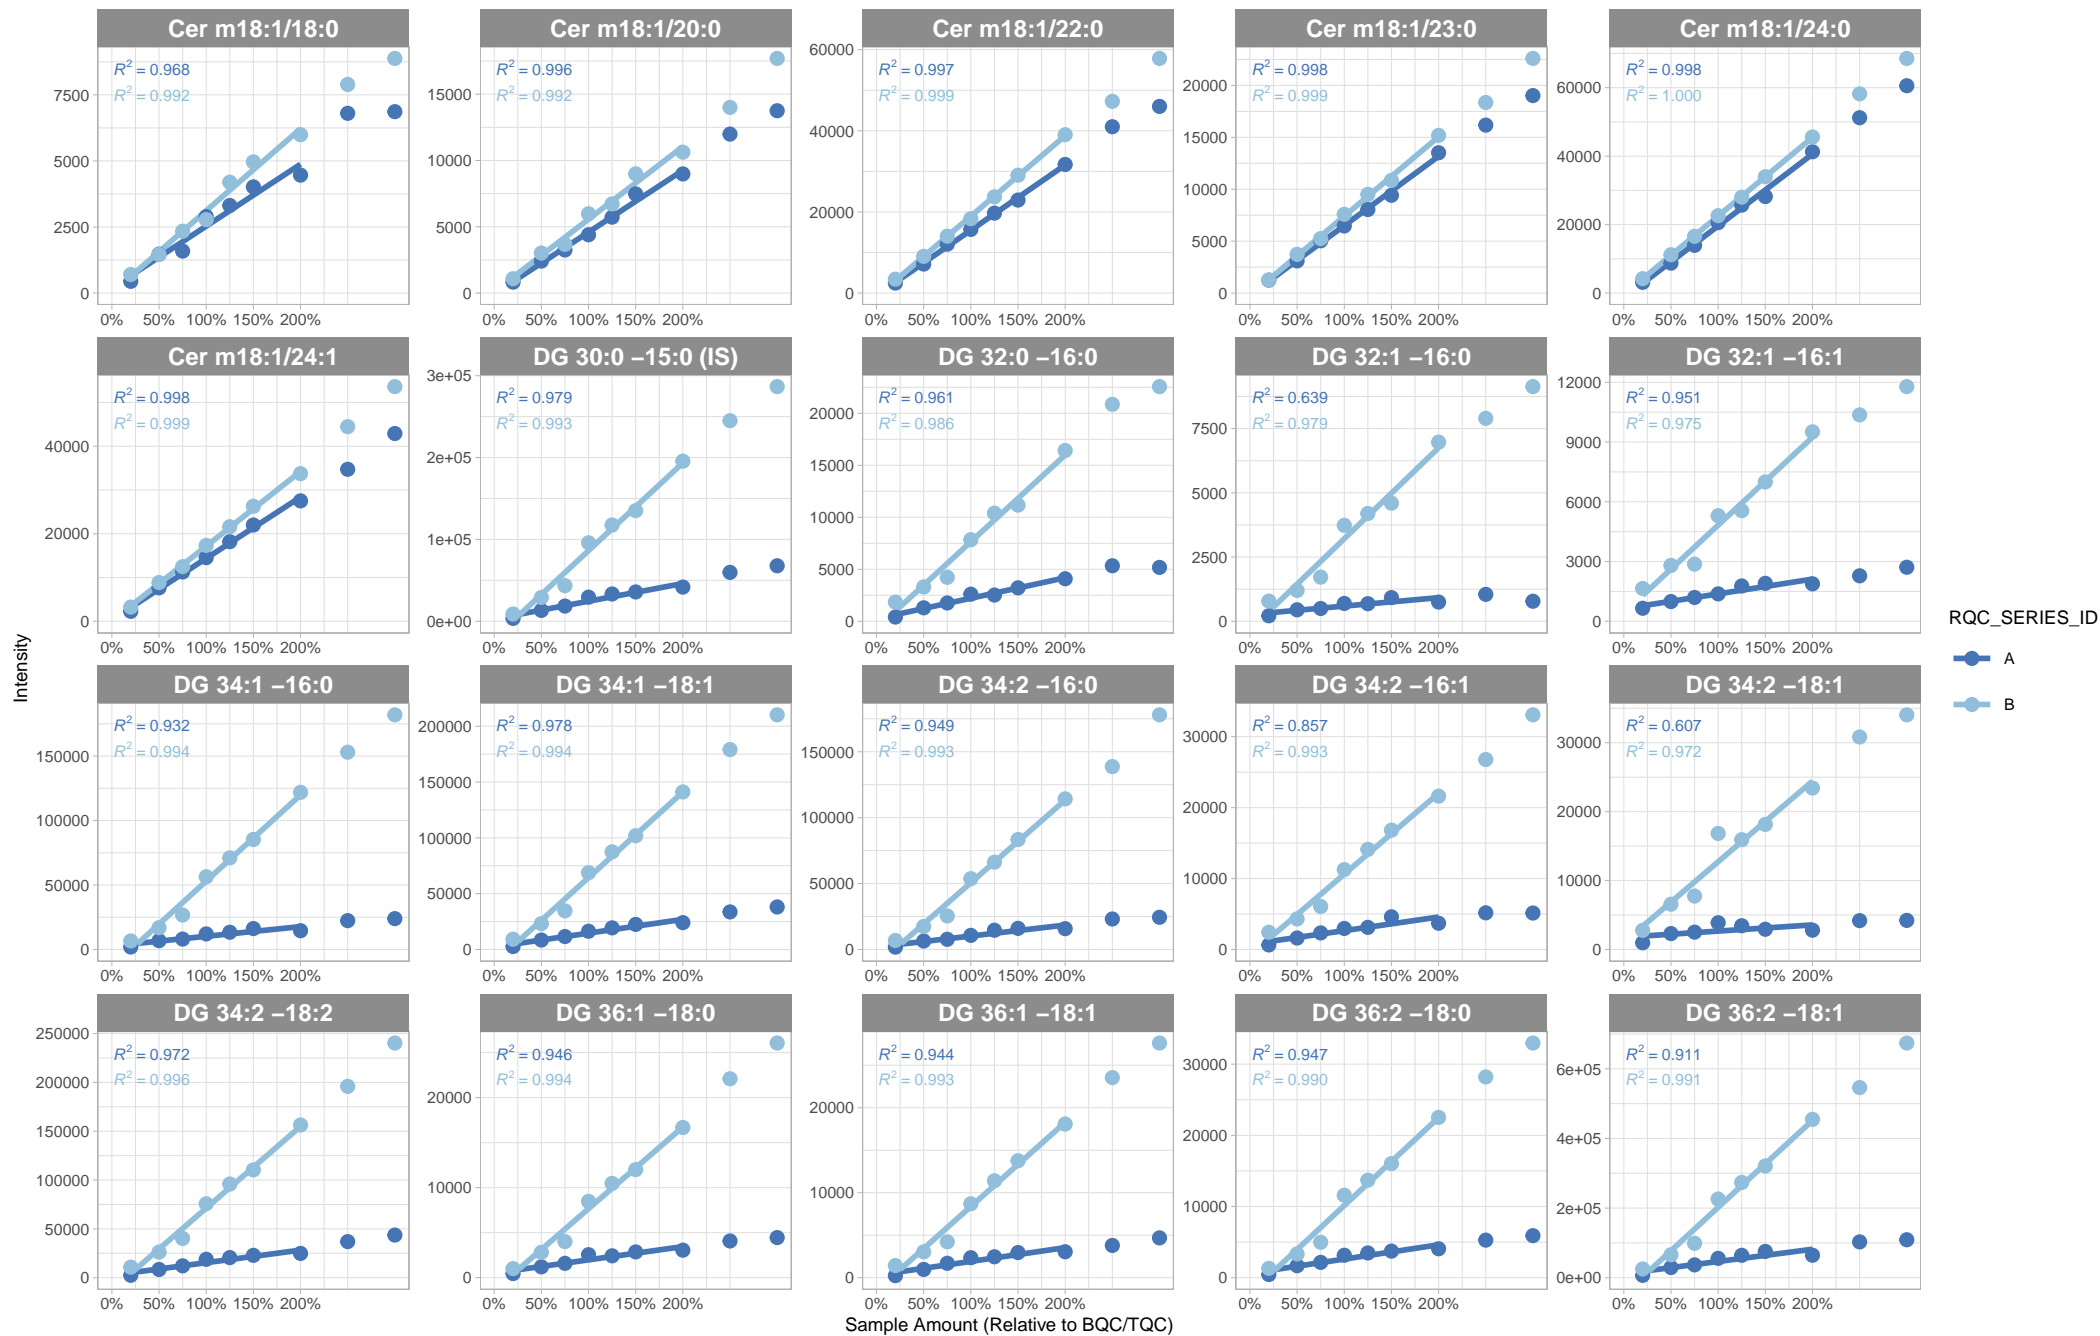 Cer m18:1/18:0 Cer m18:1/20:0 Cer m18:1/22:0 Cer m18:1/23:0 Cer m18:1/24:0
R² = 0.968 R² = 0.996 R² = 0.997 R² = 0.998 R² = 0.998
R² = 0.992 R² = 0.992 R² = 0.999 R² = 0.999 R² = 1.000
7500 15000 60000 20000 60000
5000 10000 40000 15000 40000
2500 5000 20000 10000 20000
0 0 0 5000 0
0
0% 50% 100% 150% 200% 0% 50% 100% 150% 200% 0% 50% 100% 150% 200% 0% 50% 100% 150% 200% 0% 50% 100% 150% 200%
Cer m18:1/24:1 DG 30:0 –15:0 (IS) DG 32:0 –16:0 DG 32:1 –16:0 DG 32:1 –16:1
R² = 0.998 R² = 0.979 R² = 0.961 R² = 0.639 R² = 0.951
R² = 0.999 R² = 0.993 R² = 0.986 R² = 0.979 R² = 0.975
40000 3e+05 20000 7500 12000
20000 2e+05 15000 5000 9000
0 1e+05 10000 2500 6000
0e+00 5000 0 3000
0 0
0% 50% 100% 150% 200% 0% 50% 100% 150% 200% 0% 50% 100% 150% 200% 0% 50% 100% 150% 200% 0% 50% 100% 150% 200%
DG 34:1 –16:0 DG 34:1 –18:1 DG 34:2 –16:0 DG 34:2 –16:1 DG 34:2 –18:1
R² = 0.932 R² = 0.978 R² = 0.949 R² = 0.857 R² = 0.607
R² = 0.994 R² = 0.994 R² = 0.993 R² = 0.993 R² = 0.972
150000 200000 150000 30000 30000
100000 150000 100000 20000 20000
50000 100000 50000 10000 10000
0 50000 0 0 0
0
0% 50% 100% 150% 200% 0% 50% 100% 150% 200% 0% 50% 100% 150% 200% 0% 50% 100% 150% 200% 0% 50% 100% 150% 200%
DG 34:2 –18:2 DG 36:1 –18:0 DG 36:1 –18:1 DG 36:2 –18:0 DG 36:2 –18:1
R² = 0.972 R² = 0.946 R² = 0.944 R² = 0.947 R² = 0.911
R² = 0.996 R² = 0.994 R² = 0.993 R² = 0.990 R² = 0.991
250000 20000 20000 30000 6e+05
200000 10000 10000 20000 4e+05
150000 0 0 10000 2e+05
100000 0 0e+00
50000
0
0% 50% 100% 150% 200% 0% 50% 100% 150% 200% 0% 50% 100% 150% 200% 0% 50% 100% 150% 200% 0% 50% 100% 150% 200%
Sample Amount (Relative to BQC/TQC)
Intensity
RQC_SERIES_ID
A
B